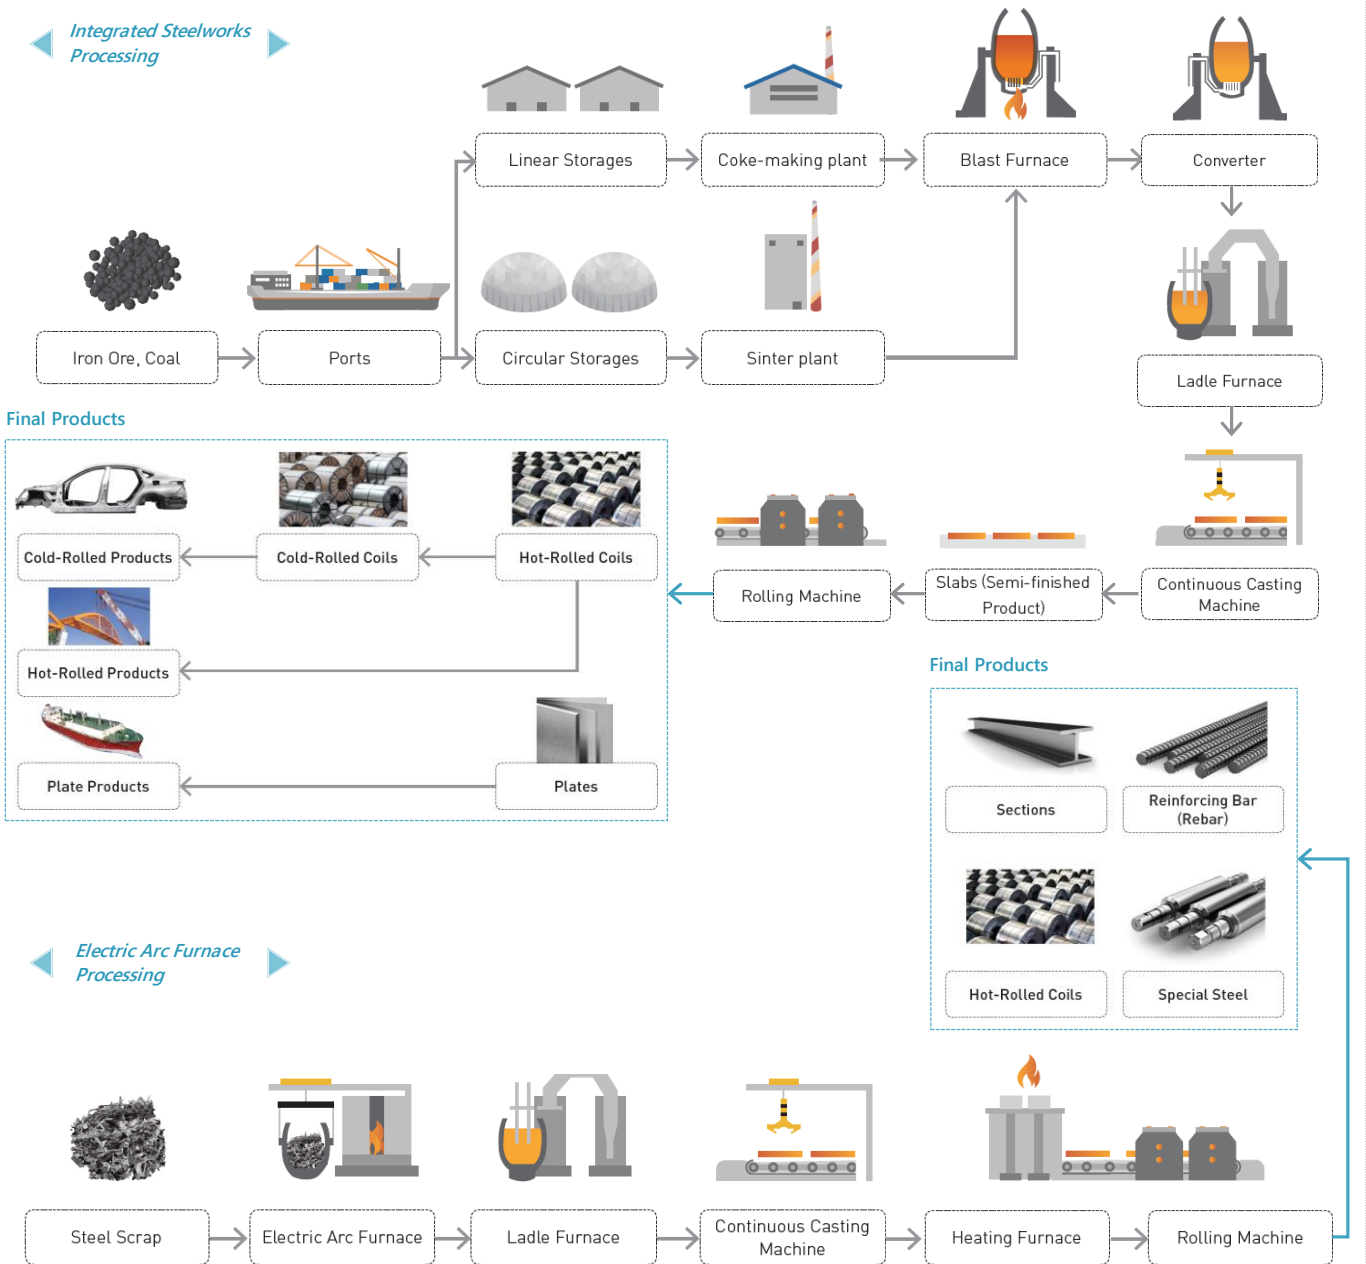 Integrated Steelworks
Processing
Linear Storages
Coke-making plant
Blast Furnace
Converter
Iron Ore, Coal
Ports
Circular Storages
Sinter plant
Ladle Furnace
Final Products
Cold-Rolled Products
Cold-Rolled Coils
Hot-Rolled Coils
Rolling Machine
Slabs (Semi-finished
Product)
Continuous Casting
Machine
Hot-Rolled Products
Plate Products
Plates
Final Products
Sections
Reinforcing Bar
(Rebar)
Hot-Rolled Coils
Special Steel
Electric Arc Furnace
Processing
Steel Scrap
Electric Arc Furnace
Ladle Furnace
Continuous Casting
Machine
Heating Furnace
Rolling Machine